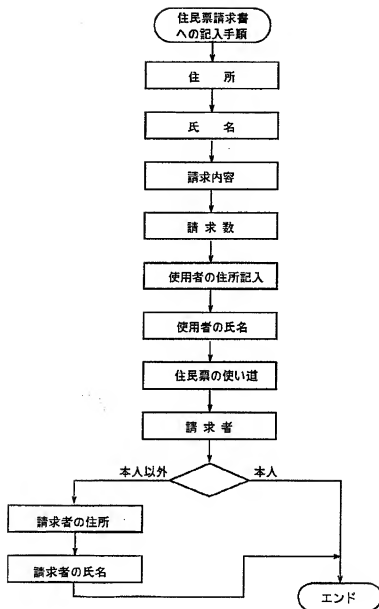 住民票請求書
への記入手順
住 所
氏 名
請求内容
請 求 数
使用者の住所記入
使用者の氏名
住民票の使い道
請 求 者
本人以外
本人
請求者の住所
請求者の氏名
エンド